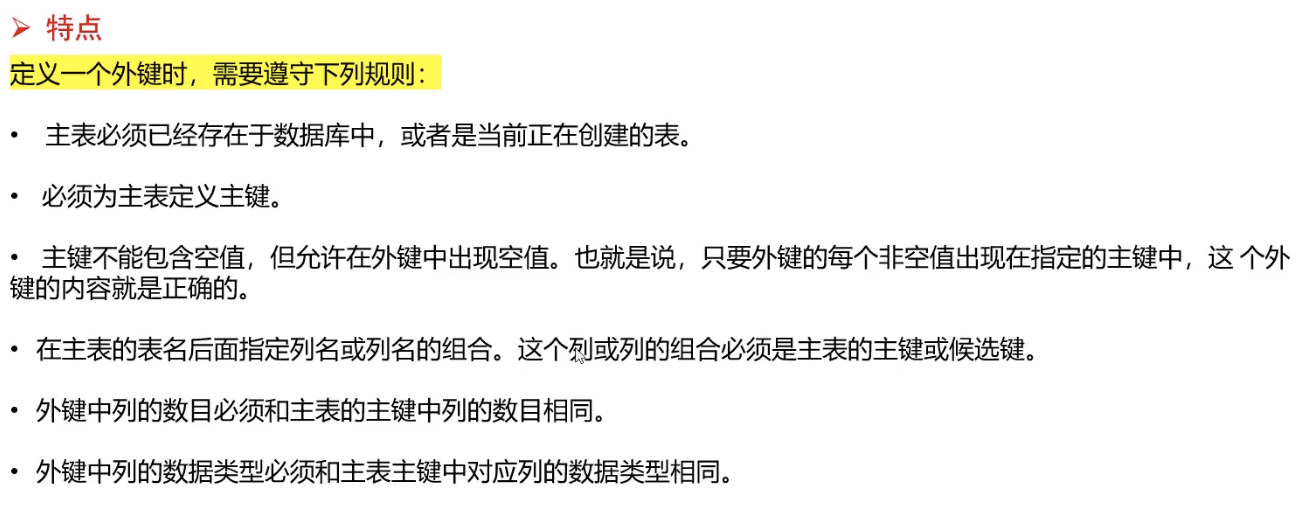 ➢ 特点
定义一个外键时，需要遵守下列规则：
• 主表必须已经存在于数据库中，或者是当前正在创建的表。
• 必须为主表定义主键。
• 主键不能包含空值，但允许在外键中出现空值。也就是说，只要外键的每个非空值出现在指定的主键中，这 个外
键的内容就是正确的。
• 在主表的表名后面指定列名或列名的组合。这个列或列的组合必须是主表的主键或候选键。
• 外键中列的数目必须和主表的主键中列的数目相同。
• 外键中列的数据类型必须和主表主键中对应列的数据类型相同。